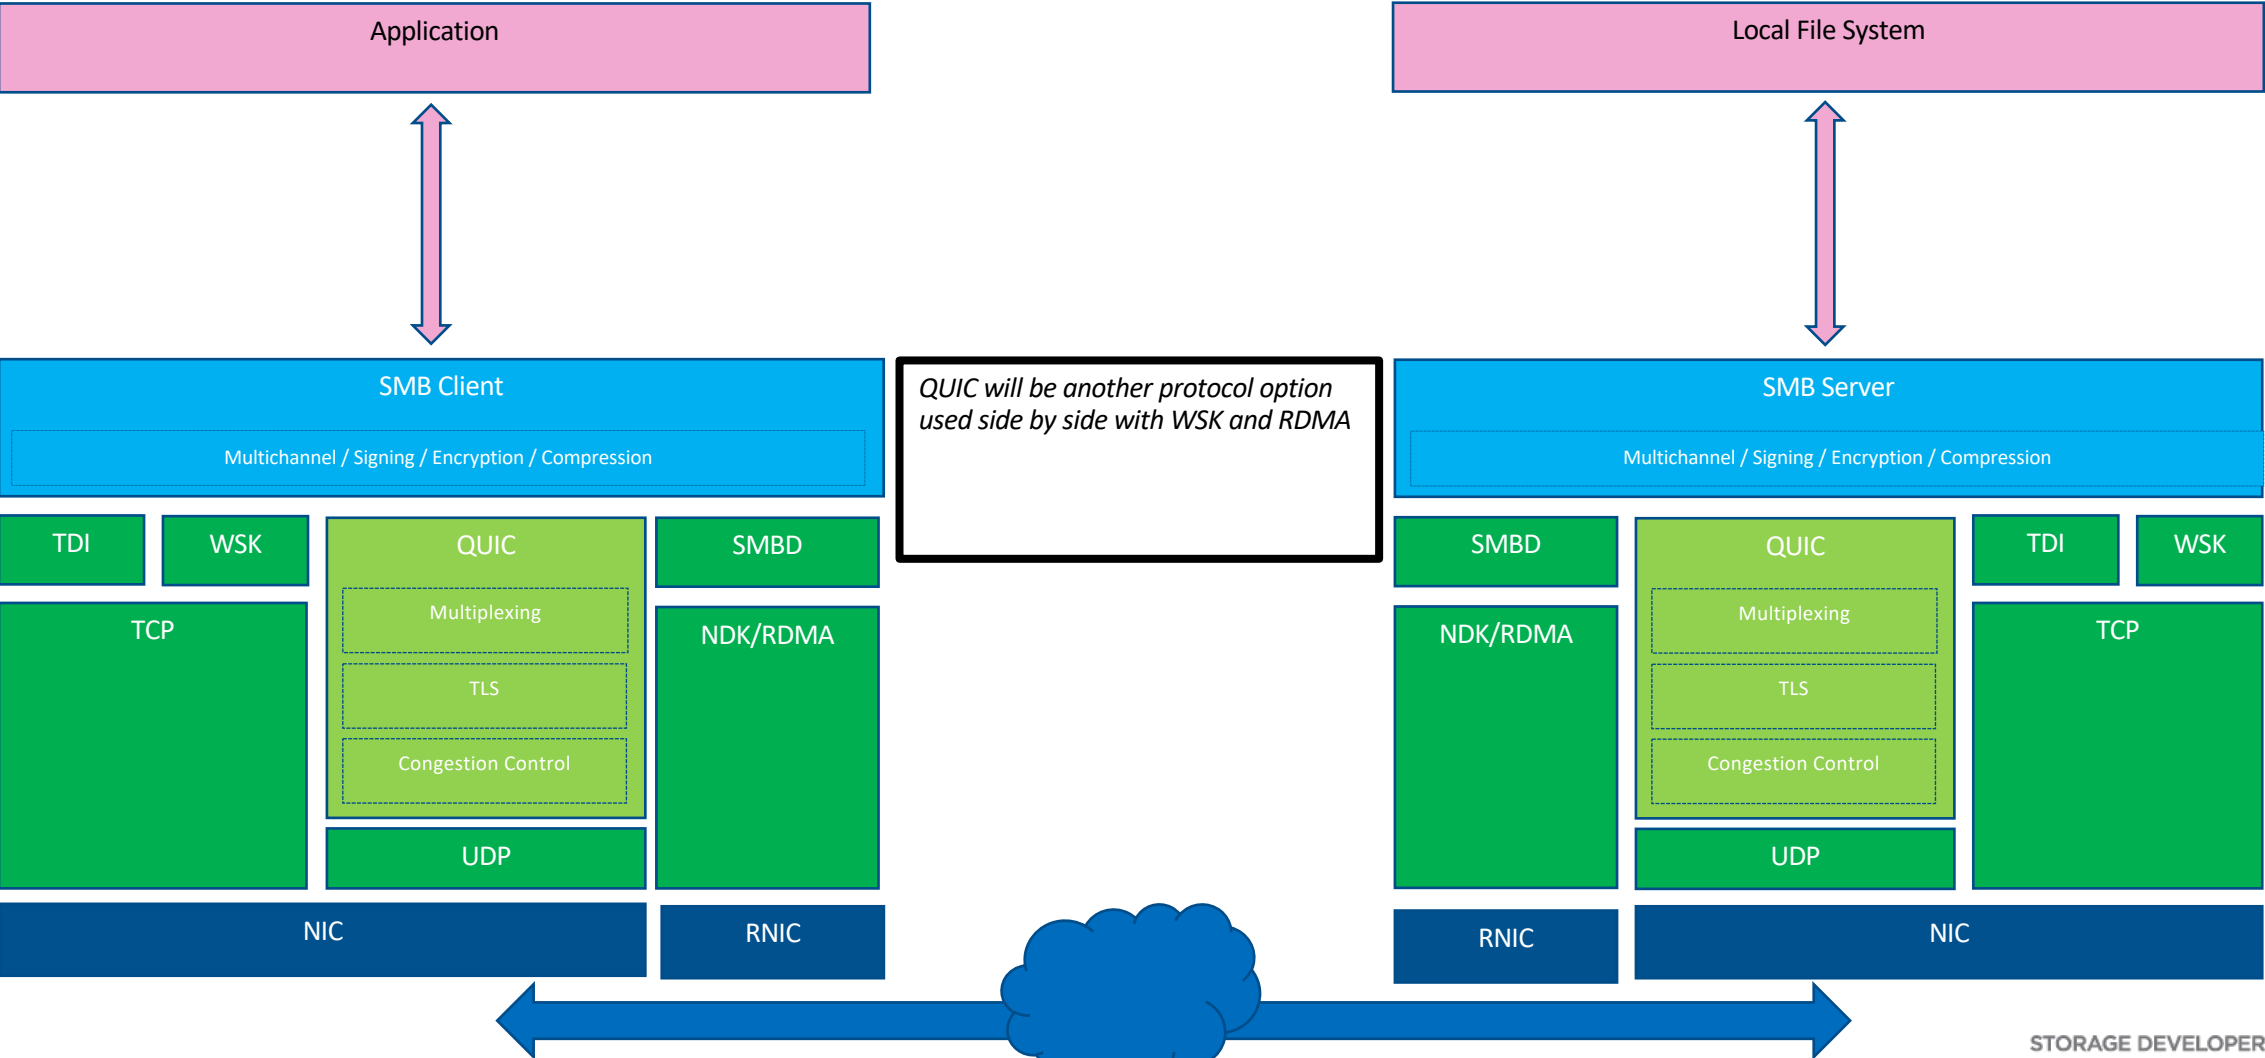 Application
Local File System
SMB Client
Multichannel / Signing / Encryption / Compression
QUIC will be another protocol option
used side by side with WSK and RDMA
SMB Server
Multichannel / Signing / Encryption / Compression
TDI
WSK
QUIC
SMBD
Multiplexing
TCP
NDK/RDMA
TLS
Congestion Control
UDP
NIC
RNIC
SMBD
QUIC
TDI
WSK
Multiplexing
NDK/RDMA
TCP
TLS
Congestion Control
UDP
RNIC
NIC
STORAGE DEVELOPER